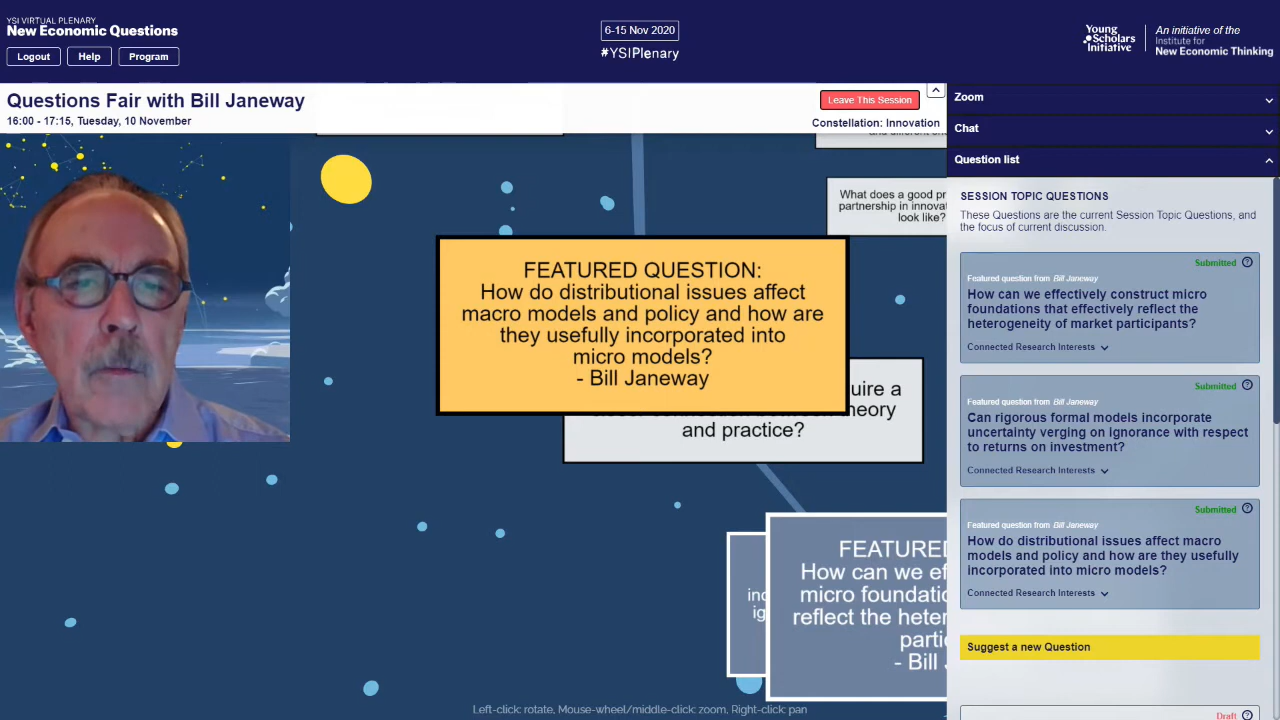 YSI VIRTUAL PLENARY
New Economic Questions
Logout
Help
Program
6-15 Nov 2020
#YSIPlenary
Young
Scholars
Initiative
An initiative of the
Institute for
New Economic Thinking
Questions Fair with Bill Janeway
16:00 - 17:15, Tuesday, 10 November
Leave This Session
Constellation: Innovation
What does a good pr
partnership in innovat
look like?
FEATURED QUESTION:
How do distributional issues affect
macro models and policy and how are
they usefully incorporated into
micro models?
- Bill Janeway
uire a
heory
and practice?
FEATURED
How can we ef
micro foundatio
reflect the heter
parti
- Bill J
inc
ig
Left-click: rotate, Mouse-wheel/middle-click: zoom, Right-click: pan
Zoom
Chat
Question list
SESSION TOPIC QUESTIONS
These Questions are the current Session Topic Questions, and
the focus of current discussion.
Submitted
Featured question from Bill Janeway
How can we effectively construct micro
foundations that effectively reflect the
heterogeneity of market participants?
Connected Research Interests
Submitted
Featured question from Bill Janeway
Can rigorous formal models incorporate
uncertainty verging on ignorance with respect
to returns on investment?
Connected Research Interests
Submitted
Featured question from Bill Janeway
How do distributional issues affect macro
models and policy and how are they usefully
incorporated into micro models?
Connected Research Interests
Suggest a new Question
Draft